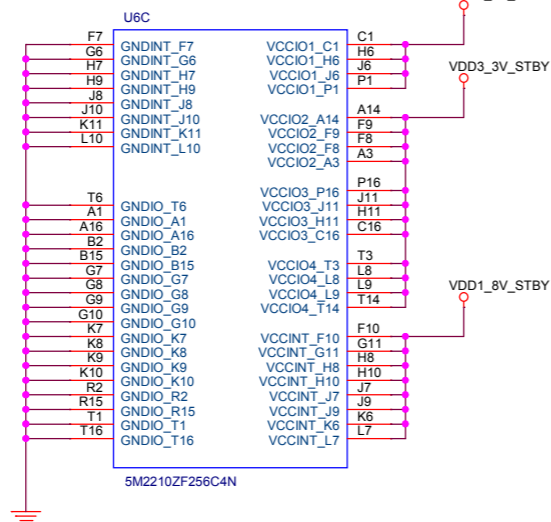 U6C
F7 GNDINT_F7
G6 GNDINT_G6
H7 GNDINT_H7
H9 GNDINT_H9
J8 GNDINT_J8
J10 GNDINT_J10
K11 GNDINT_K11
L10 GNDINT_L10
T6 GNDIO_T6
A1 GNDIO_A1
A16 GNDIO_A16
B2 GNDIO_B2
B15 GNDIO_B15
G7 GNDIO_G7
G8 GNDIO_G8
G9 GNDIO_G9
G10 GNDIO_G10
K7 GNDIO_K7
K8 GNDIO_K8
K9 GNDIO_K9
K10 GNDIO_K10
R2 GNDIO_R2
R15 GNDIO_R15
T1 GNDIO_T1
T16 GNDIO_T16
VCCIO1_C1 C1
VCCIO1_H6 H6
VCCIO1_J6 J6
VCCIO1_P1 P1
VDD3_3V_STBY
VCCIO2_A14 A14
VCCIO2_F9 F9
VCCIO2_F8 F8
VCCIO2_A3 A3
VCCIO3_P16 P16
VCCIO3_J11 J11
VCCIO3_H11 H11
VCCIO3_C16 C16
VCCIO4_T3 T3
VCCIO4_L8 L8
VCCIO4_L9 L9
VCCIO4_T14 T14
VDD1_8V_STBY
VCCINT_F10 F10
VCCINT_G11 G11
VCCINT_H8 H8
VCCINT_H10 H10
VCCINT_J7 J7
VCCINT_J9 J9
VCCINT_K6 K6
VCCINT_L7 L7
5M2210ZF256C4N